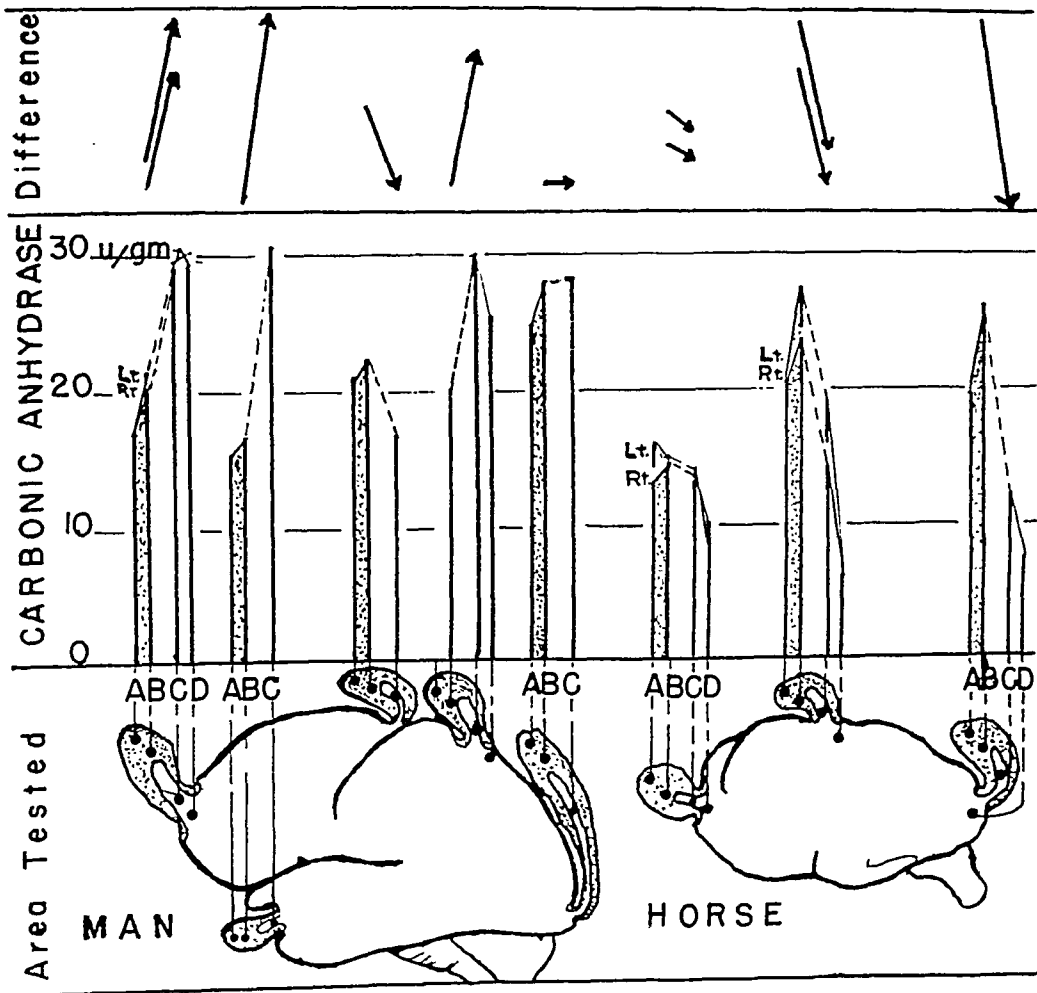 Difference
CARBONIC ANHYDRASE
30 u/gm
Lt.
Rt.
20
Lt.
Rt.
Lt.
Rt.
10
0
ABCD ABC ABC ABCD ABCD
Area Tested
MAN
HORSE